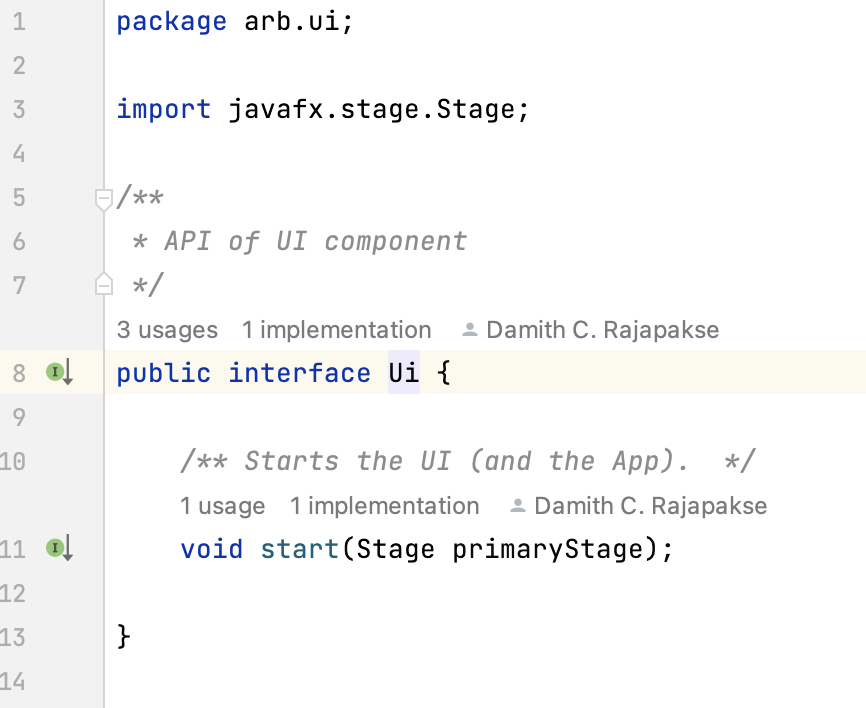 1 package arb.ui;
2
3 import javafx.stage.Stage;
4
5 /**
6  * API of UI component
7  */
3 usages   1 implementation   Damith C. Rajapakse
8 public interface Ui {
9
10     /** Starts the UI (and the App).  */
    1 usage   1 implementation   Damith C. Rajapakse
11     void start(Stage primaryStage);
12
13 }
14